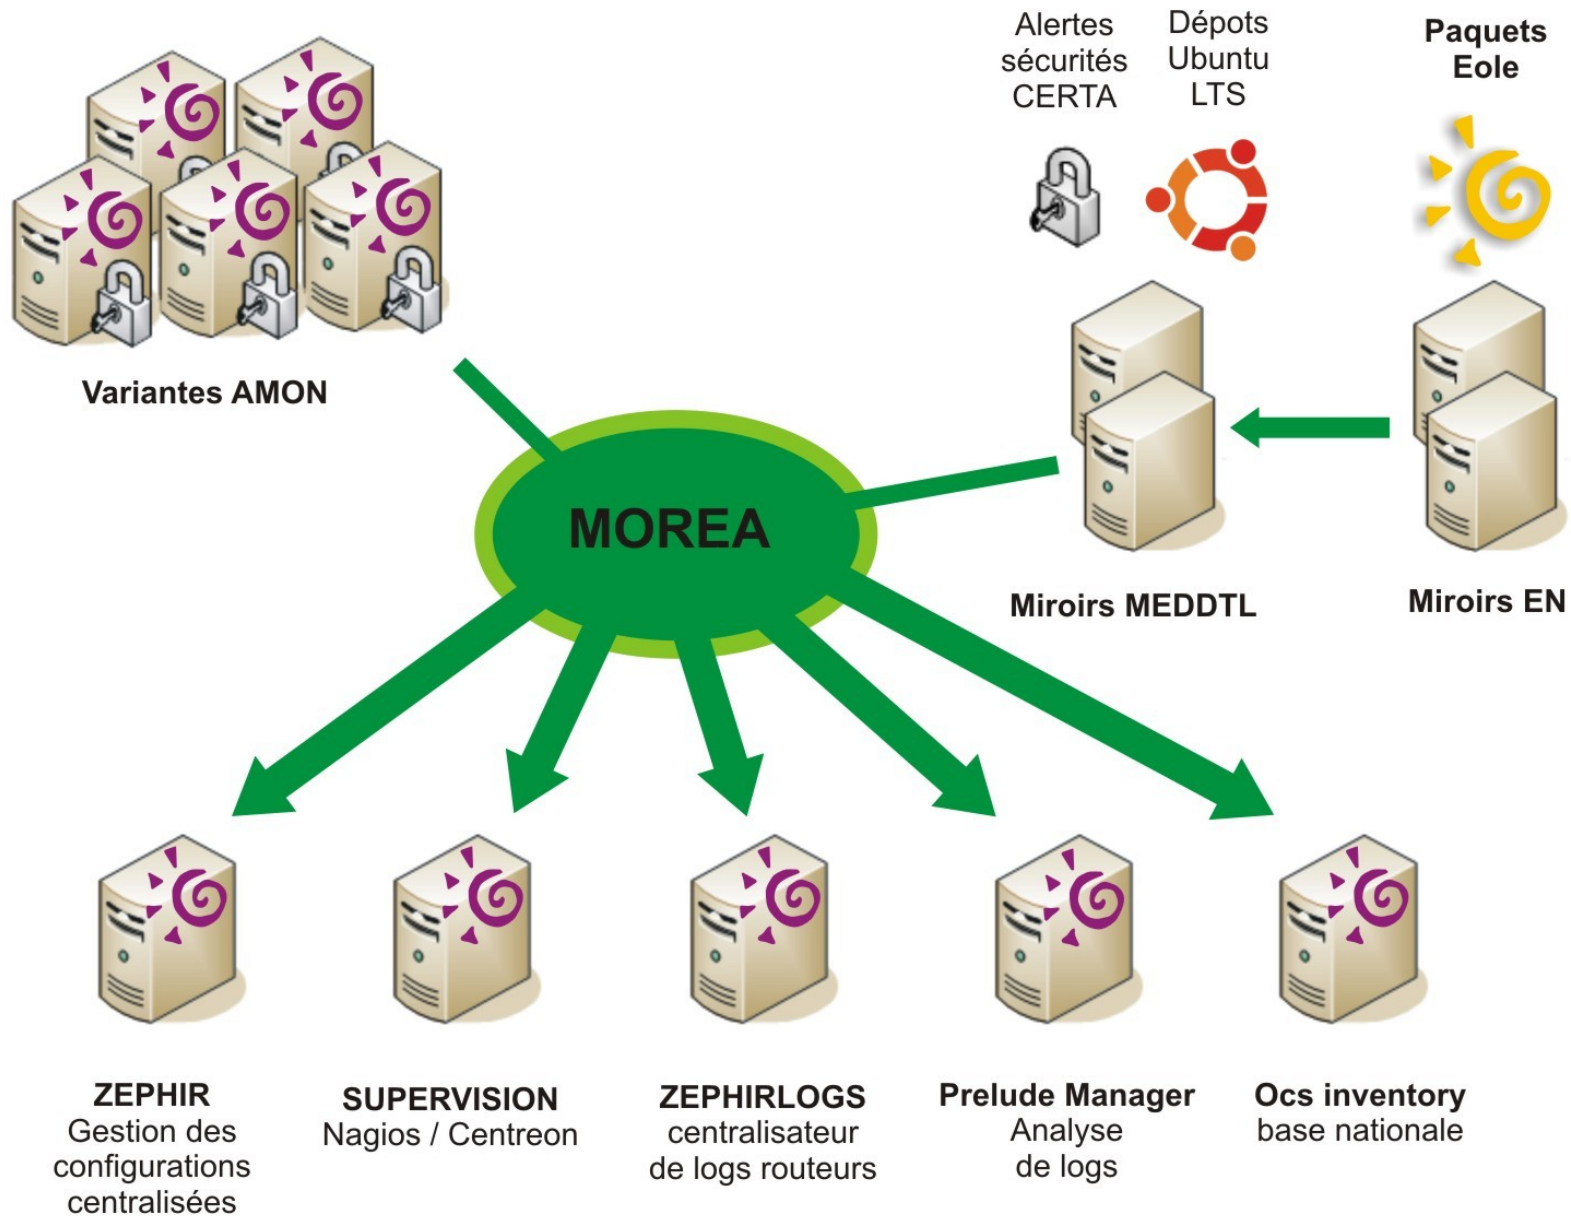 Alertes
sécurités
CERTA
Dépots
Ubuntu
LTS
Paquets
Eole
Variantes AMON
MOREA
Miroirs MEDDTL
Miroirs EN
ZEPHIR
Gestion des
configurations
centralisées
SUPERVISION
Nagios / Centreon
ZEPHIRLOGS
centralisateur
de logs routeurs
Prelude Manager
Analyse
de logs
Ocs inventory
base nationale